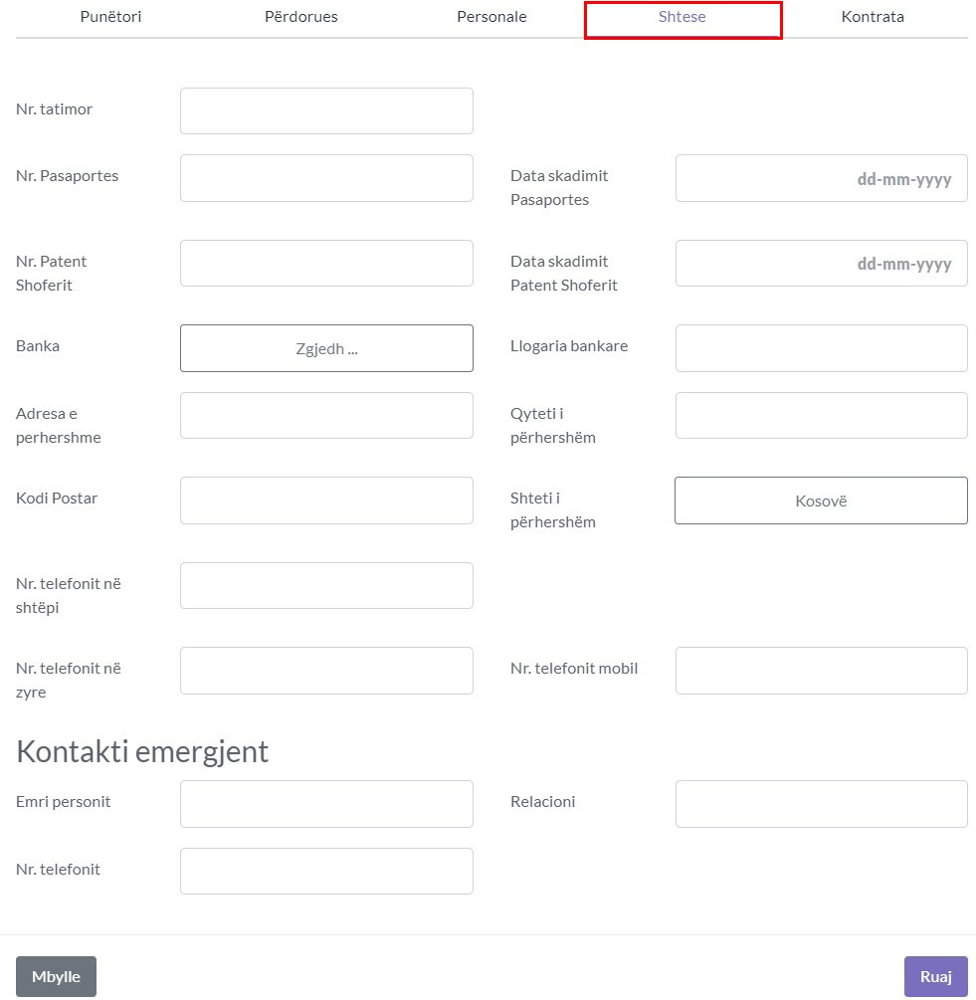 Punëtori
Përdorues
Personale
Shtese
Kontrata
Nr. tatimor
Nr. Pasaportes
Data skadimit
Pasaportes
dd-mm-yyyy
Nr. Patent
Shoferit
Data skadimit
Patent Shoferit
dd-mm-yyyy
Banka
Zgjedh ...
Llogaria bankare
Adresa e
perhershme
Qyteti i
përhershëm
Kodi Postar
Shteti i
përhershëm
Kosovë
Nr. telefonit në
shtëpi
Nr. telefonit në
zyre
Nr. telefonit mobil
Kontakti emergjent
Emri personit
Relacioni
Nr. telefonit
Mbylle
Ruaj